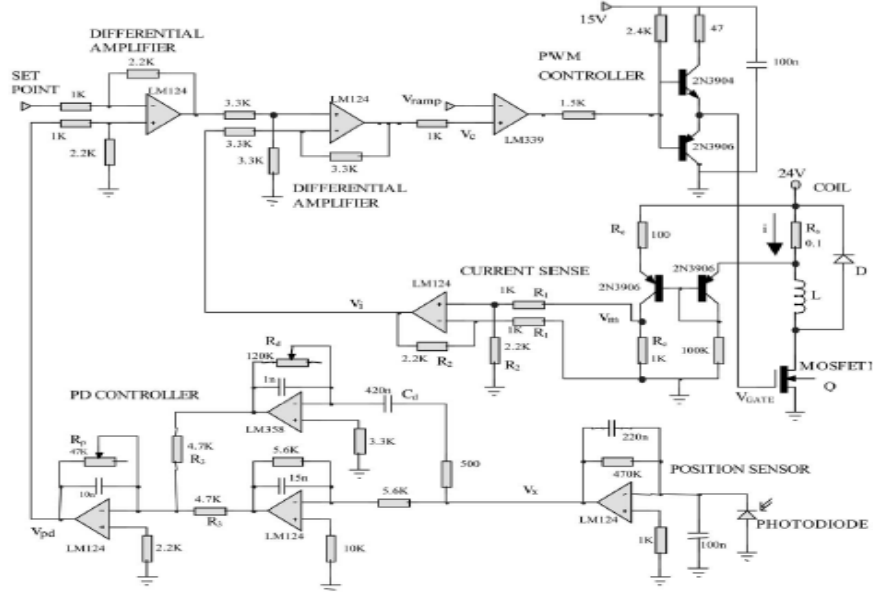 DIFFERENTIAL
AMPLIFIER
2.2K
SET
POINT
1K
LM124
1K
2.2K
3.3K
3.3K
3.3K
LM124
3.3K
DIFFERENTIAL
AMPLIFIER
Vramp
1K
Vc
LM339
1.5K
PWM
CONTROLLER
15V
2.4K
47
100n
2N3904
2N3906
24V
COIL
i
Rs
0.1
D
L
MOSFET1
Q
VGATE
Re
100
2N3906
2N3906
CURRENT SENSE
LM124
Vi
1K
R1
1K
R1
Vm
2.2K
R2
2.2K
R2
Rc
1K
100K
PD CONTROLLER
Rd
120K
1n
LM358
420n
Cd
3.3K
500
Rp
47K
10n
LM124
Vpd
2.2K
4.7K
R3
4.7K
R3
5.6K
15n
LM124
10K
5.6K
Vx
220n
470K
POSITION SENSOR
LM124
1K
100n
PHOTODIODE